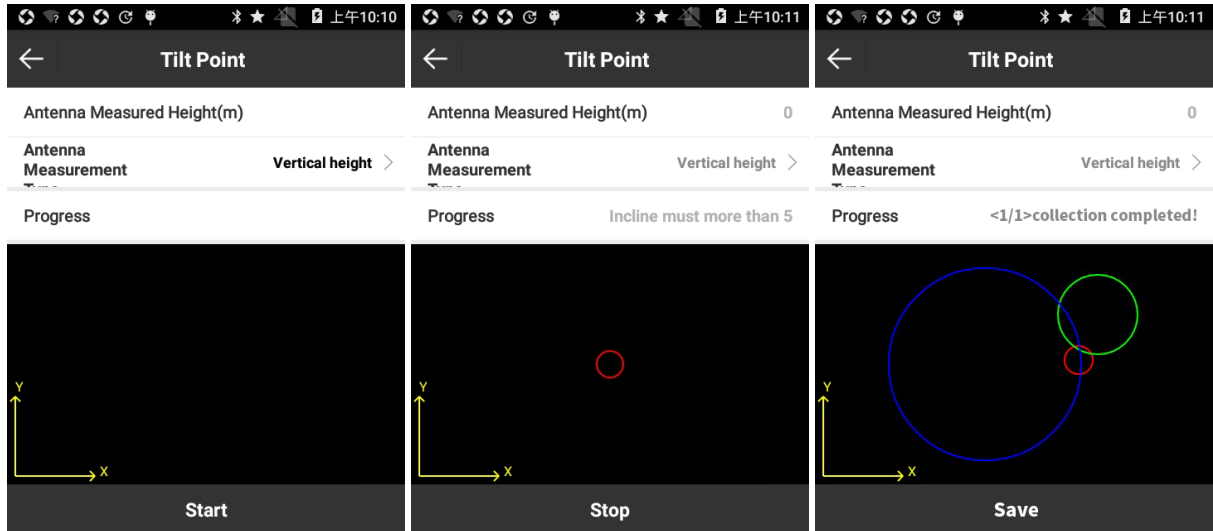 上午10:10
Tilt Point
Antenna Measured Height(m)
Antenna
Measurement
Type
Vertical height
Progress
Y
X
Start
上午10:11
Tilt Point
Antenna Measured Height(m)
0
Antenna
Measurement
Type
Vertical height
Progress
Incline must more than 5
Y
X
Stop
上午10:11
Tilt Point
Antenna Measured Height(m)
0
Antenna
Measurement
Type
Vertical height
Progress
<1/1>collection completed!
Y
X
Save